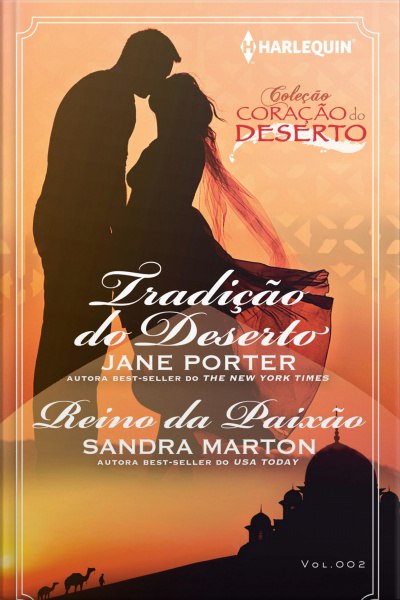 HARLEQUIN®
Coleção
CORAÇÃO do
DESERTO
Tradição
do Deserto
JANE PORTER
AUTORA BEST-SELLER DO THE NEW YORK TIMES
Reino da Paixão
SANDRA MARTON
AUTORA BEST-SELLER DO USA TODAY
VOL.002